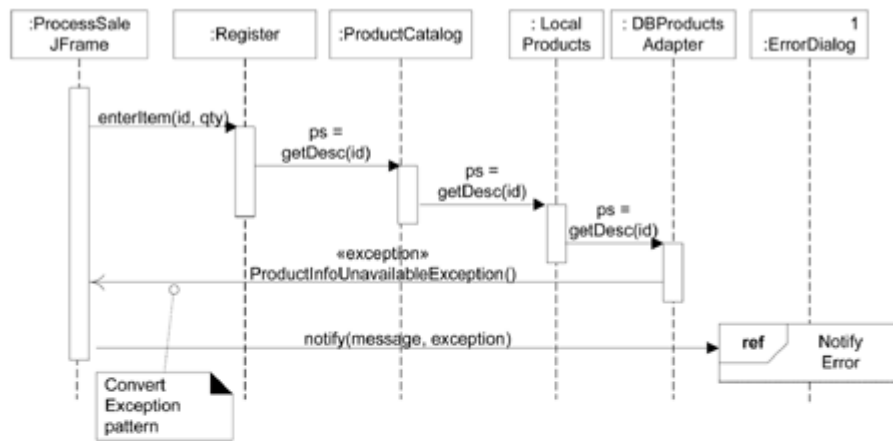 :ProcessSale
JFrame
:Register
:ProductCatalog
: Local
Products
: DBProducts
Adapter
1
:ErrorDialog
enterItem(id, qty)
ps =
getDesc(id)
ps =
getDesc(id)
ps =
getDesc(id)
«exception»
ProductInfoUnavailableException()
notify(message, exception)
ref
Notify
Error
Convert
Exception
pattern